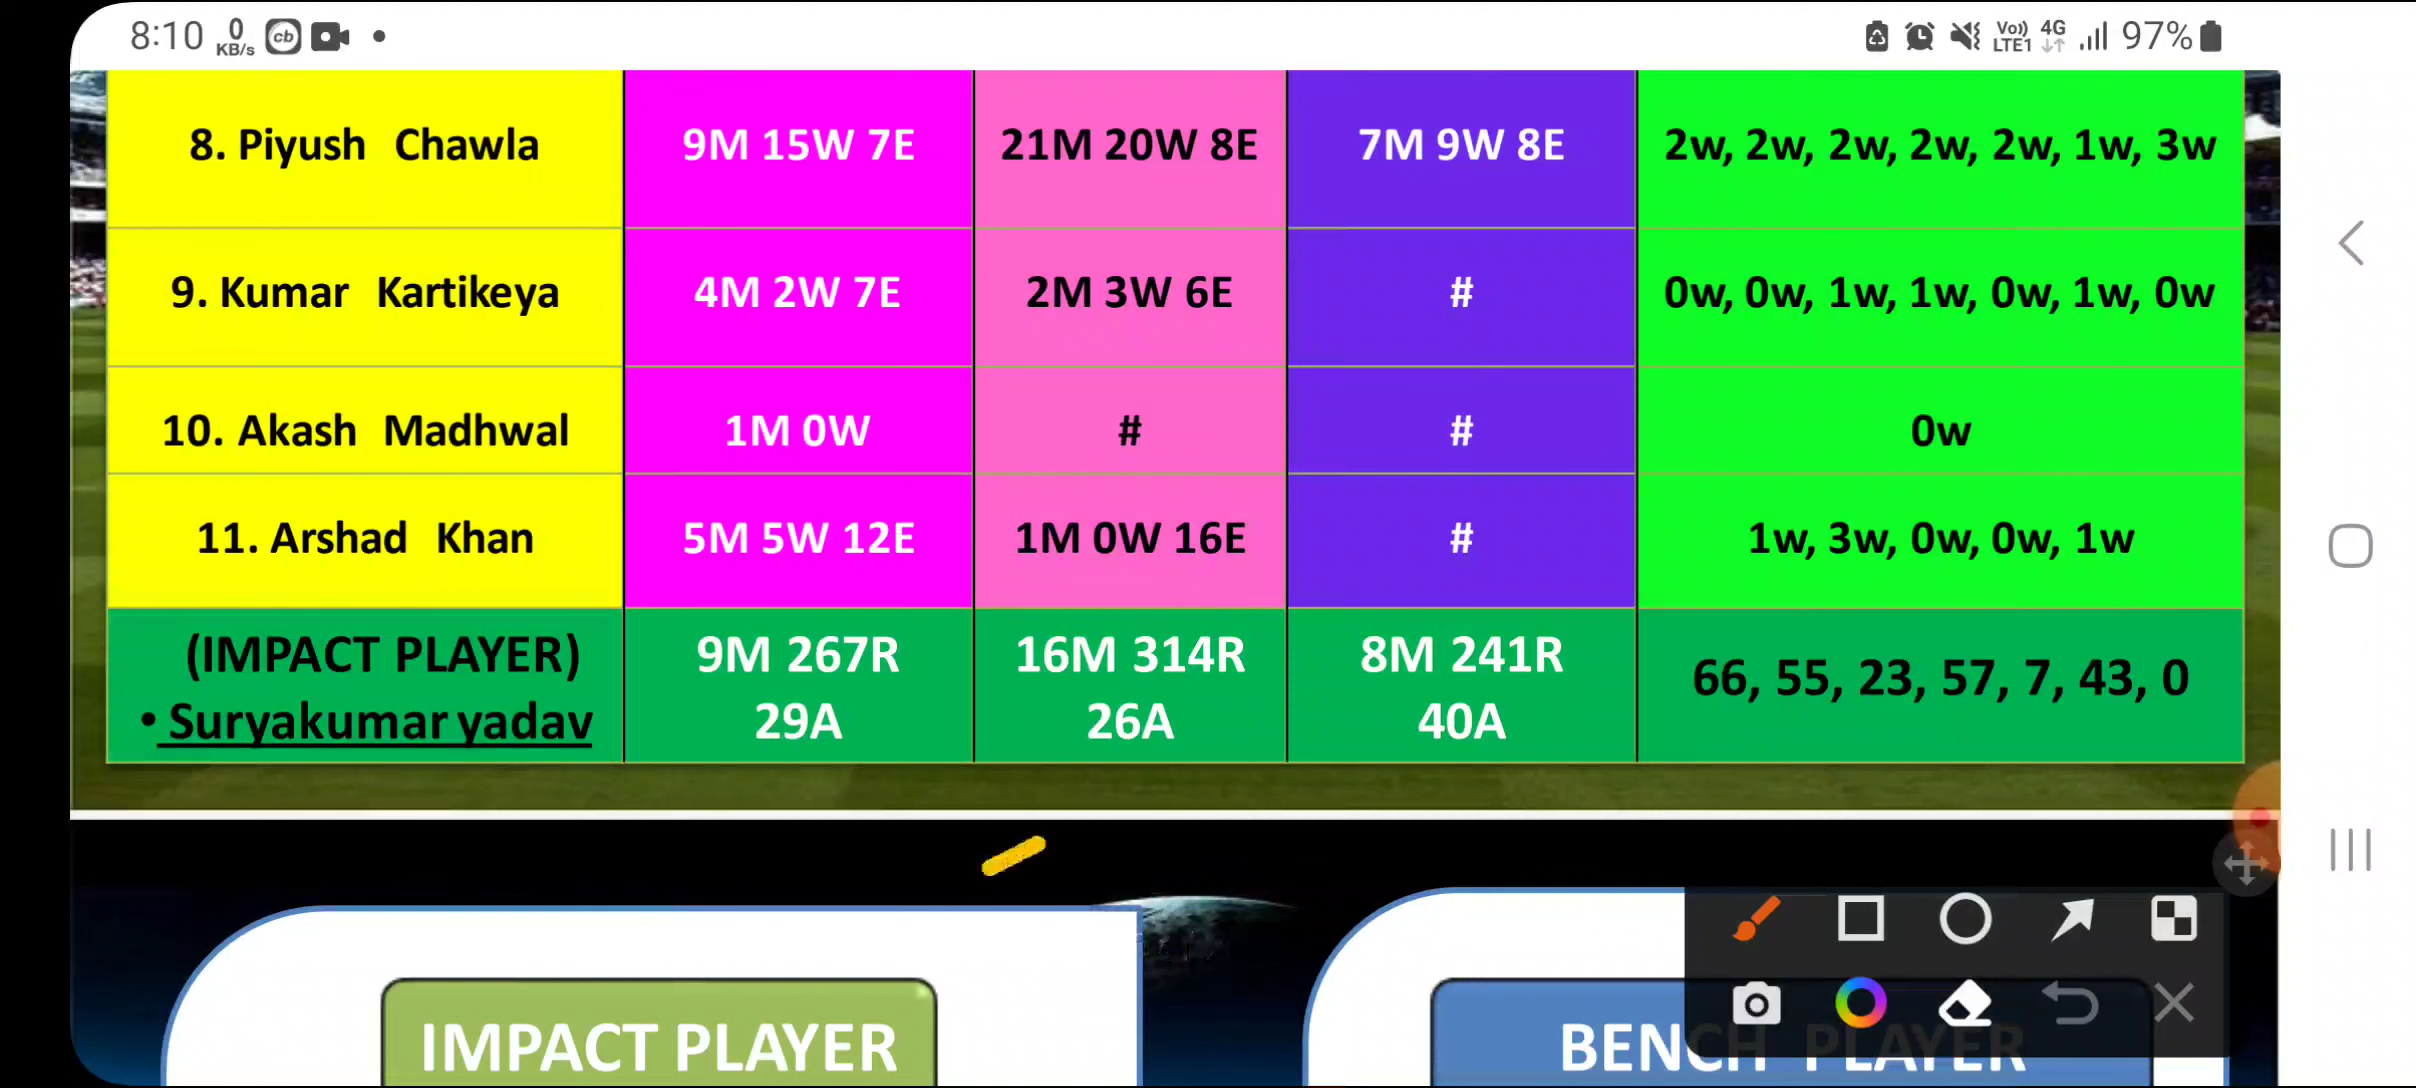 8:10 0 KB/s cb Vo)) LTE1 4G 97%
8. Piyush Chawla 9M 15W 7E 21M 20W 8E 7M 9W 8E 2w, 2w, 2w, 2w, 2w, 1w, 3w
9. Kumar Kartikeya 4M 2W 7E 2M 3W 6E # 0w, 0w, 1w, 1w, 0w, 1w, 0w
10. Akash Madhwal 1M 0W # # 0w
11. Arshad Khan 5M 5W 12E 1M 0W 16E # 1w, 3w, 0w, 0w, 1w
(IMPACT PLAYER) 9M 267R 16M 314R 8M 241R 66, 55, 23, 57, 7, 43, 0
• Suryakumar yadav 29A 26A 40A
IMPACT PLAYER BENCH PLAYER